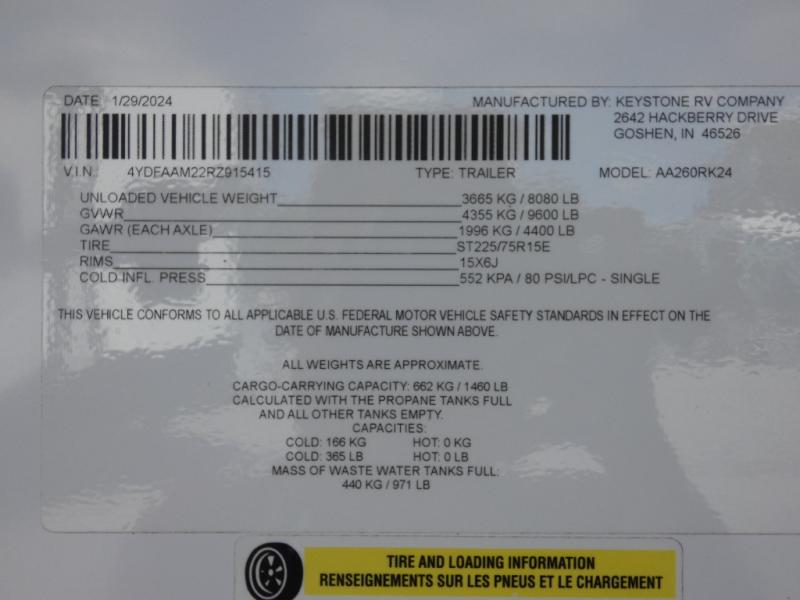 DATE 1/29/2024 MANUFACTURED BY: KEYSTONE RV COMPANY
2642 HACKBERRY DRIVE
GOSHEN, IN 46526
V.I.N.: 4YDFAAM22RZ915415 TYPE: TRAILER MODEL: AA260RK24
UNLOADED VEHICLE WEIGHT 3665 KG / 8080 LB
GVWR 4355 KG / 9600 LB
GAWR (EACH AXLE) 1996 KG / 4400 LB
TIRE ST225/75R15E
RIMS 15X6J
COLD INFL. PRESS 552 KPA / 80 PSI/LPC - SINGLE
THIS VEHICLE CONFORMS TO ALL APPLICABLE U.S. FEDERAL MOTOR VEHICLE SAFETY STANDARDS IN EFFECT ON THE
DATE OF MANUFACTURE SHOWN ABOVE.
ALL WEIGHTS ARE APPROXIMATE.
CARGO-CARRYING CAPACITY: 662 KG / 1460 LB
CALCULATED WITH THE PROPANE TANKS FULL
AND ALL OTHER TANKS EMPTY.
CAPACITIES:
COLD: 166 KG HOT: 0 KG
COLD: 365 LB HOT: 0 LB
MASS OF WASTE WATER TANKS FULL:
440 KG / 971 LB
TIRE AND LOADING INFORMATION
RENSEIGNEMENTS SUR LES PNEUS ET LE CHARGEMENT